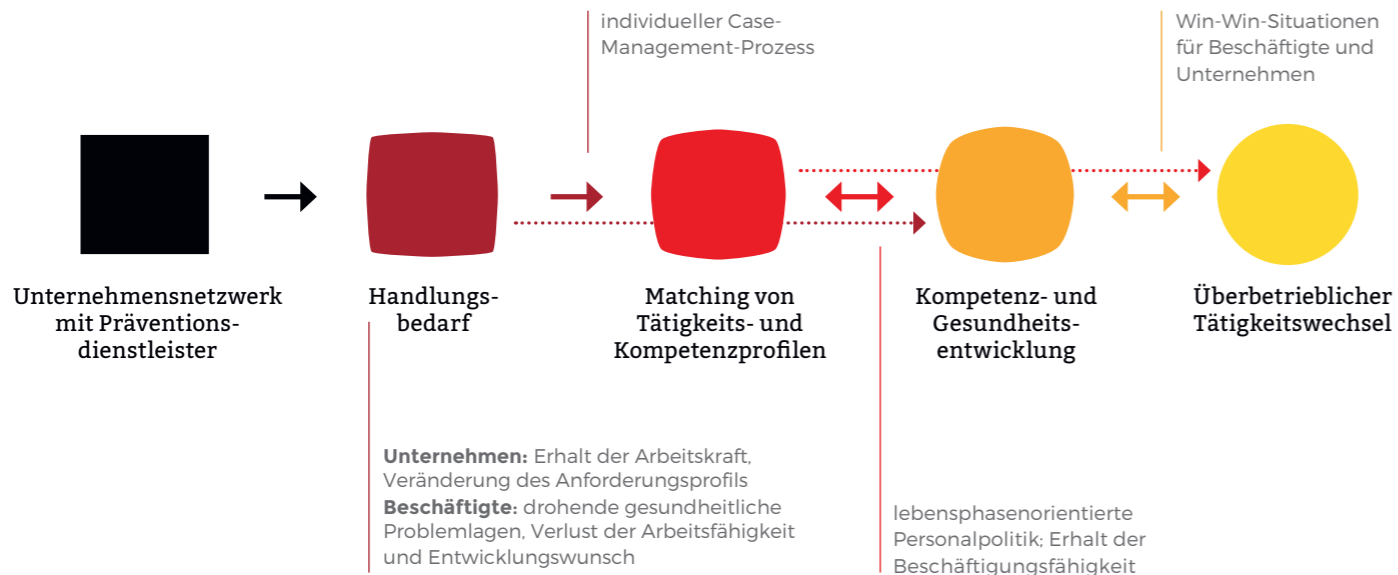 individueller Case-
Management-Prozess
Win-Win-Situationen
für Beschäftigte und
Unternehmen
Unternehmensnetzwerk
mit Präventions-
dienstleister
Handlungs-
bedarf
Matching von
Tätigkeits- und
Kompetenzprofilen
Kompetenz- und
Gesundheits-
entwicklung
Überbetrieblicher
Tätigkeitswechsel
Unternehmen: Erhalt der Arbeitskraft,
Veränderung des Anforderungsprofils
Beschäftigte: drohende gesundheitliche
Problemlagen, Verlust der Arbeitsfähigkeit
und Entwicklungswunsch
lebensphasenorientierte
Personalpolitik; Erhalt der
Beschäftigungsfähigkeit